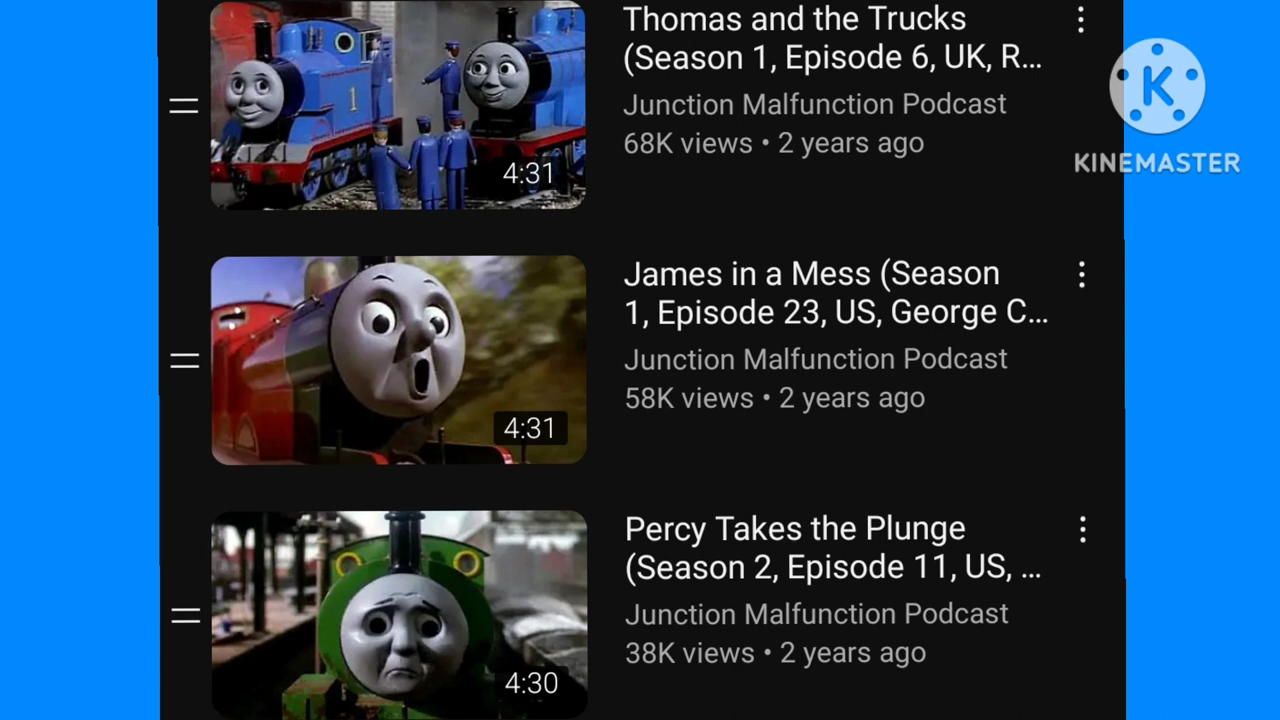 Thomas and the Trucks
(Season 1, Episode 6, UK, R...
Junction Malfunction Podcast
68K views • 2 years ago
1
4:31
K
KINEMASTER
James in a Mess (Season
1, Episode 23, US, George C...
Junction Malfunction Podcast
58K views • 2 years ago
4:31
Percy Takes the Plunge
(Season 2, Episode 11, US, ...
Junction Malfunction Podcast
38K views • 2 years ago
4:30